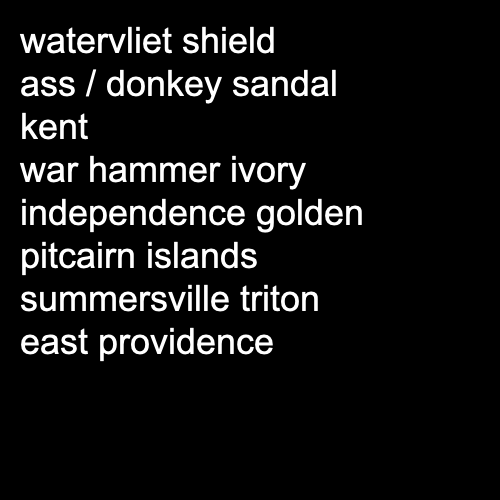 watervliet shield
ass / donkey sandal
kent
war hammer ivory
independence golden
pitcairn islands
summersville triton
east providence